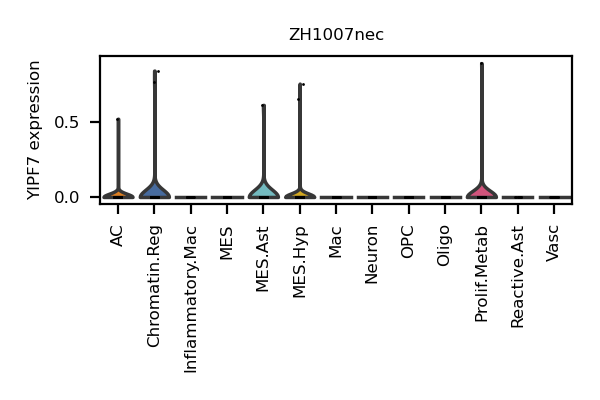 ZH1007nec
YIPF7 expression
0.5
0.0
AC
Chromatin.Reg
Inflammatory.Mac
MES
MES.Ast
MES.Hyp
Mac
Neuron
OPC
Oligo
Prolif.Metab
Reactive.Ast
Vasc